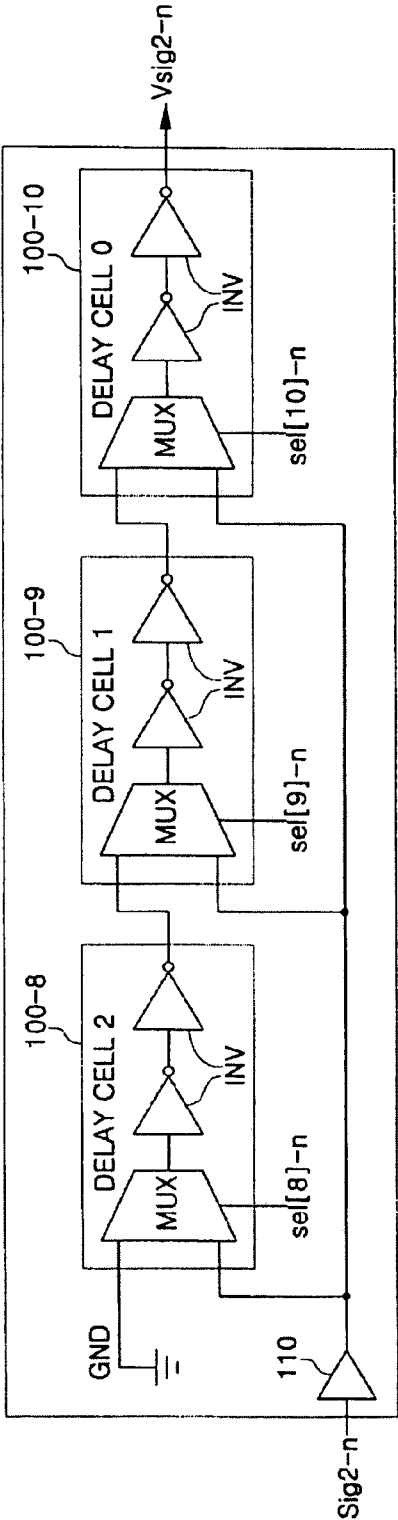 100-8
100-9
100-10
DELAY CELL 2
DELAY CELL 1
DELAY CELL 0
GND
MUX
INV
MUX
INV
MUX
INV
Vsig2-n
sel[8]-n
sel[9]-n
sel[10]-n
110
Sig2-n